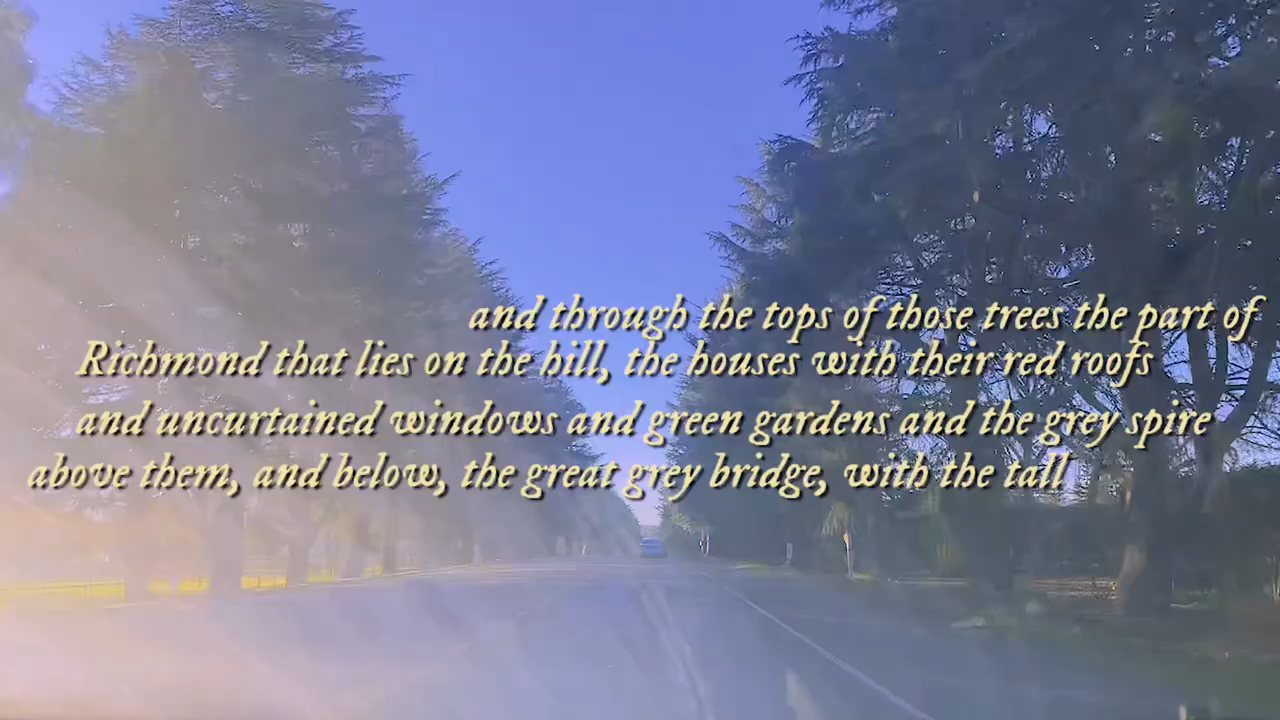 and through the tops of those trees the part of
Richmond that lies on the hill, the houses with their red roofs
and uncurtained windows and green gardens and the grey spire
above them, and below, the great grey bridge, with the tall